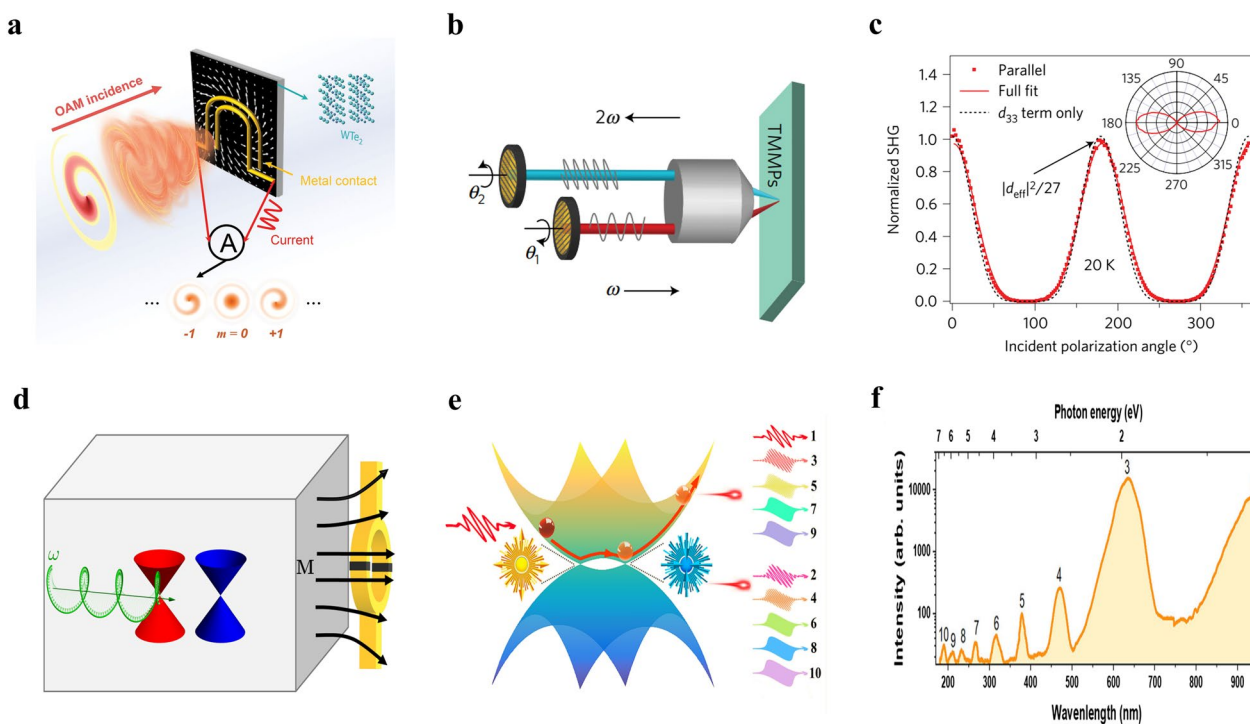 a
OAM incidence
WTe₂
Metal contact
Current
A
...
...
-1
m = 0
+1
b
2ω
θ₂
θ₁
ω
TMMPs
c
Normalized SHG
1.4
1.2
1.0
0.8
0.6
0.4
0.2
0.0
Parallel
Full fit
d₃₃ term only
90
135
45
180
0
225
315
270
|d_eff|²/27
20 K
0
100
200
300
Incident polarization angle (°)
d
ω
M
e
1
3
5
7
9
2
4
6
8
10
f
Photon energy (eV)
7 6 5 4 3 2
Intensity (arb. units)
10000
1000
100
3
4
5
6
7
8
9
10
200 300 400 500 600 700 800 900
Wavelength (nm)